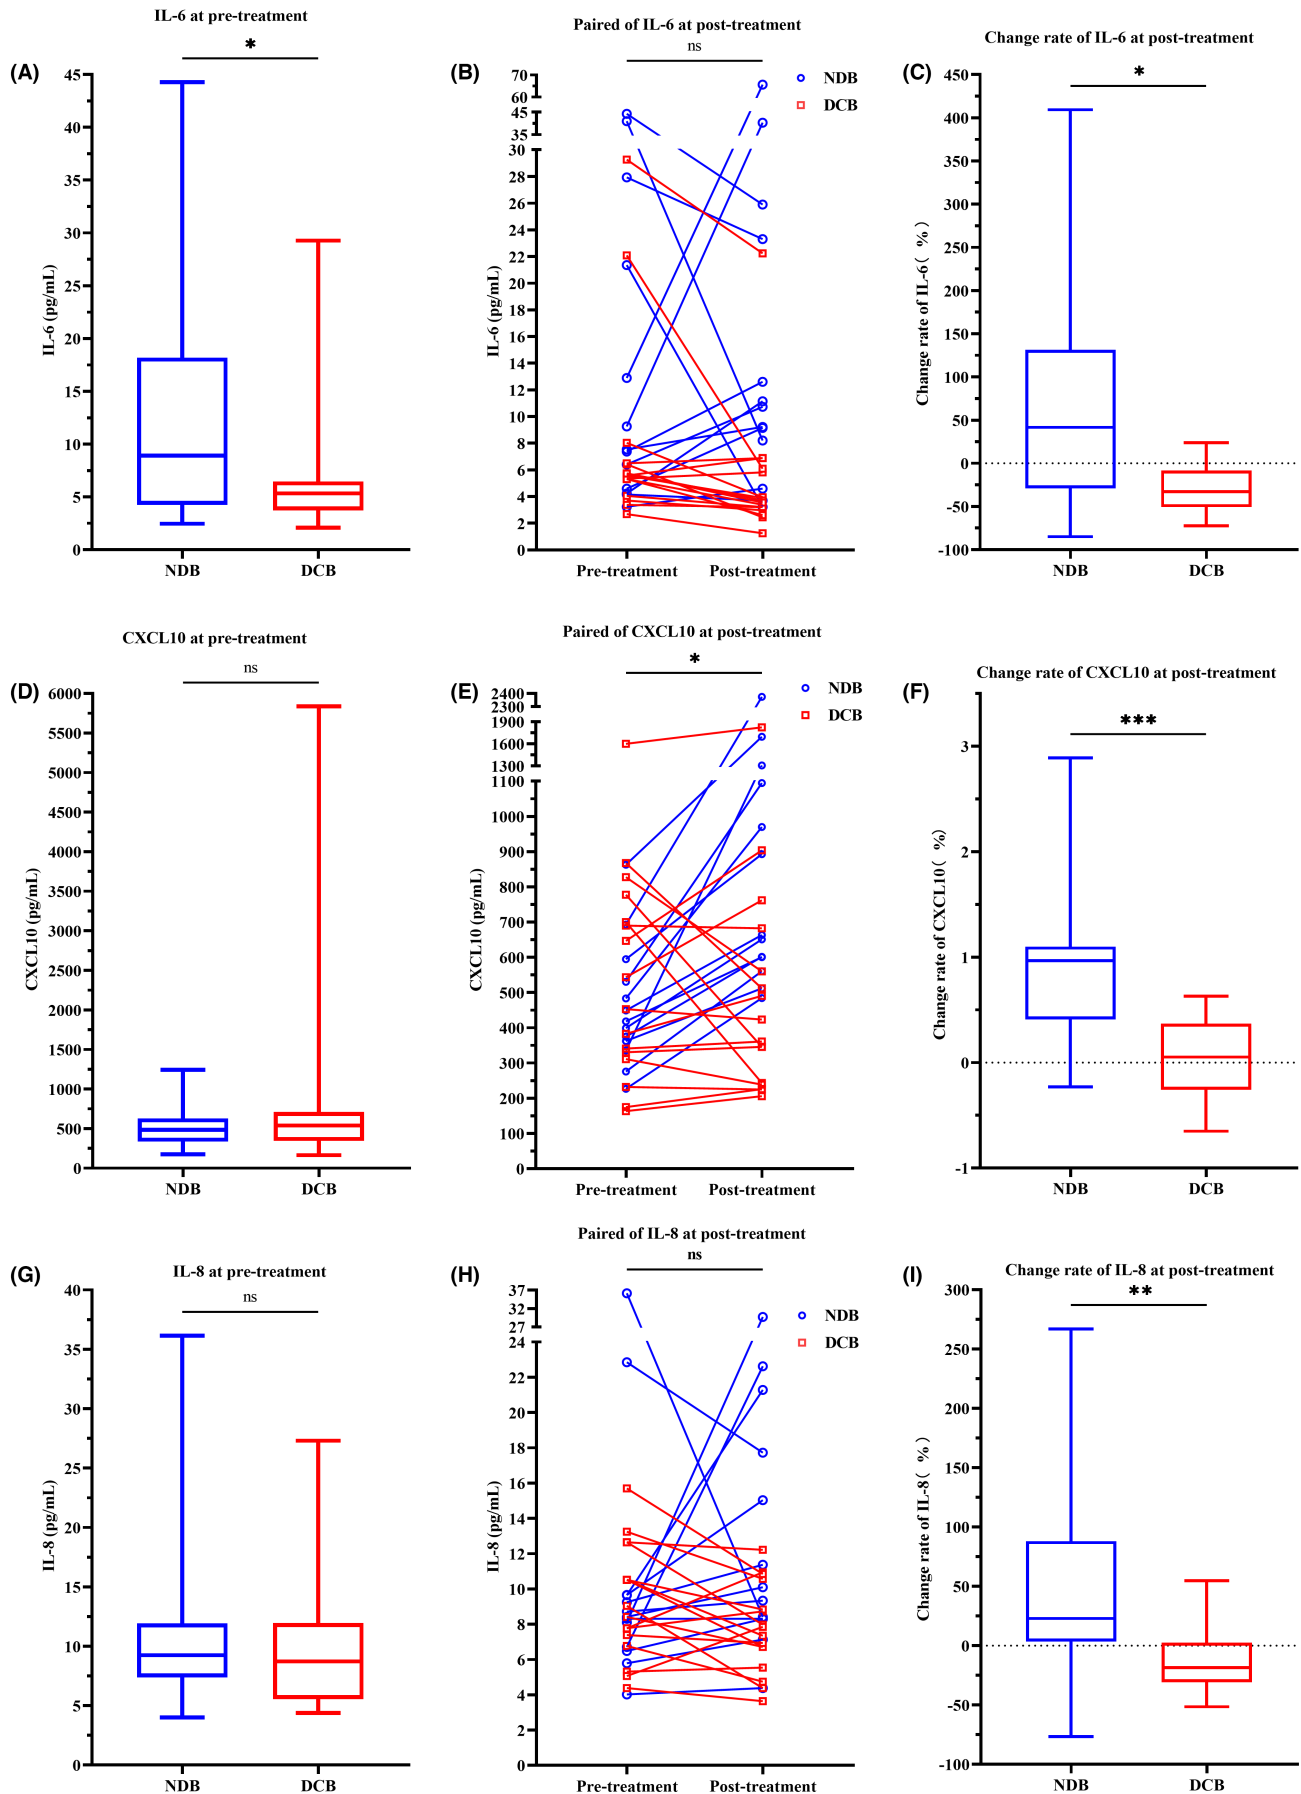 IL-6 at pre-treatment
*
(A)
45
40
35
30
25
20
15
10
5
0
IL-6 (pg/mL)
NDB
DCB
Paired of IL-6 at post-treatment
ns
(B)
NDB
DCB
70
60
45
35
30
28
26
24
22
20
18
16
14
12
10
8
6
4
2
0
IL-6 (pg/mL)
Pre-treatment
Post-treatment
Change rate of IL-6 at post-treatment
*
(C)
450
400
350
300
250
200
150
100
50
0
-50
-100
Change rate of IL-6( %)
NDB
DCB
CXCL10 at pre-treatment
ns
(D)
6000
5500
5000
4500
4000
3500
3000
2500
2000
1500
1000
500
0
CXCL10 (pg/mL)
NDB
DCB
Paired of CXCL10 at post-treatment
*
(E)
NDB
DCB
2400
2300
1900
1600
1300
1100
1000
900
800
700
600
500
400
300
200
100
0
CXCL10 (pg/mL)
Pre-treatment
Post-treatment
Change rate of CXCL10 at post-treatment
***
(F)
3
2
1
0
-1
Change rate of CXCL10( %)
NDB
DCB
IL-8 at pre-treatment
ns
(G)
40
35
30
25
20
15
10
5
0
IL-8 (pg/mL)
NDB
DCB
Paired of IL-8 at post-treatment
ns
(H)
NDB
DCB
37
32
27
24
22
20
18
16
14
12
10
8
6
4
2
0
IL-8 (pg/mL)
Pre-treatment
Post-treatment
Change rate of IL-8 at post-treatment
**
(I)
300
250
200
150
100
50
0
-50
-100
Change rate of IL-8( %)
NDB
DCB